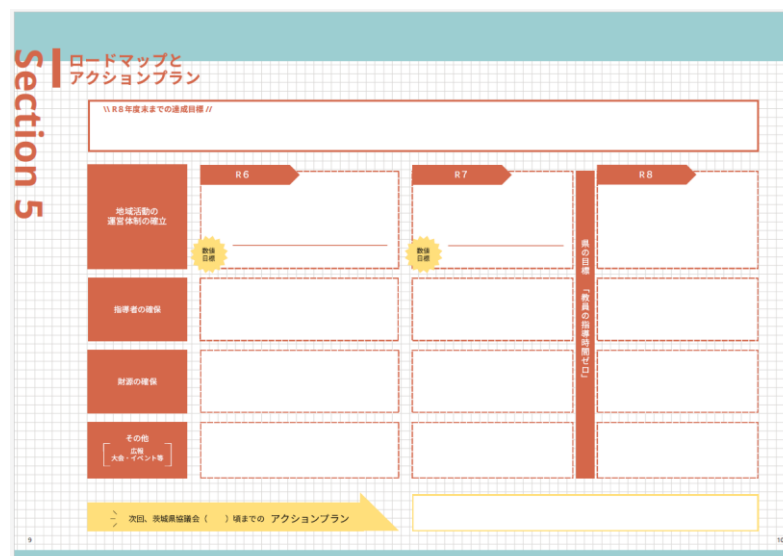 Section 5
ロードマップと
アクションプラン
\\ R8年度末までの達成目標 //
R6
R7
R8
地域活動の
運営体制の確立
数値
目標
数値
目標
県の目標 「教員の指導時間ゼロ」
指導者の確保
財源の確保
その他
広報
大会・イベント等
次回、茨城県協議会（　　）頃までの アクションプラン
9
10